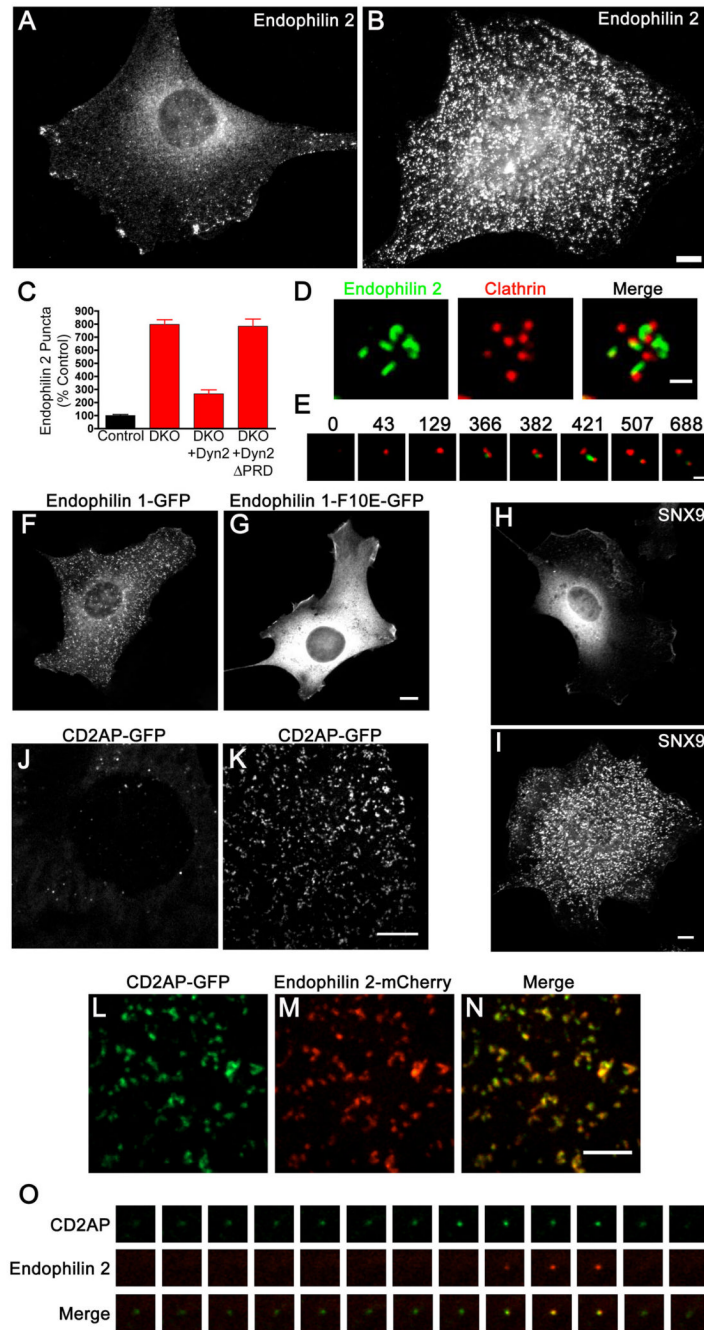 A Endophilin 2
B Endophilin 2
C
Endophilin 2 Puncta
(% Control)
900
800
700
600
500
400
300
200
100
0
Control DKO DKO DKO
+Dyn2 +Dyn2
ΔPRD
D Endophilin 2 Clathrin Merge
E 0 43 129 366 382 421 507 688
Endophilin 1-GFP Endophilin 1-F10E-GFP
F G
H SNX9
I SNX9
CD2AP-GFP CD2AP-GFP
J K
CD2AP-GFP Endophilin 2-mCherry Merge
L M N
O
CD2AP
Endophilin 2
Merge